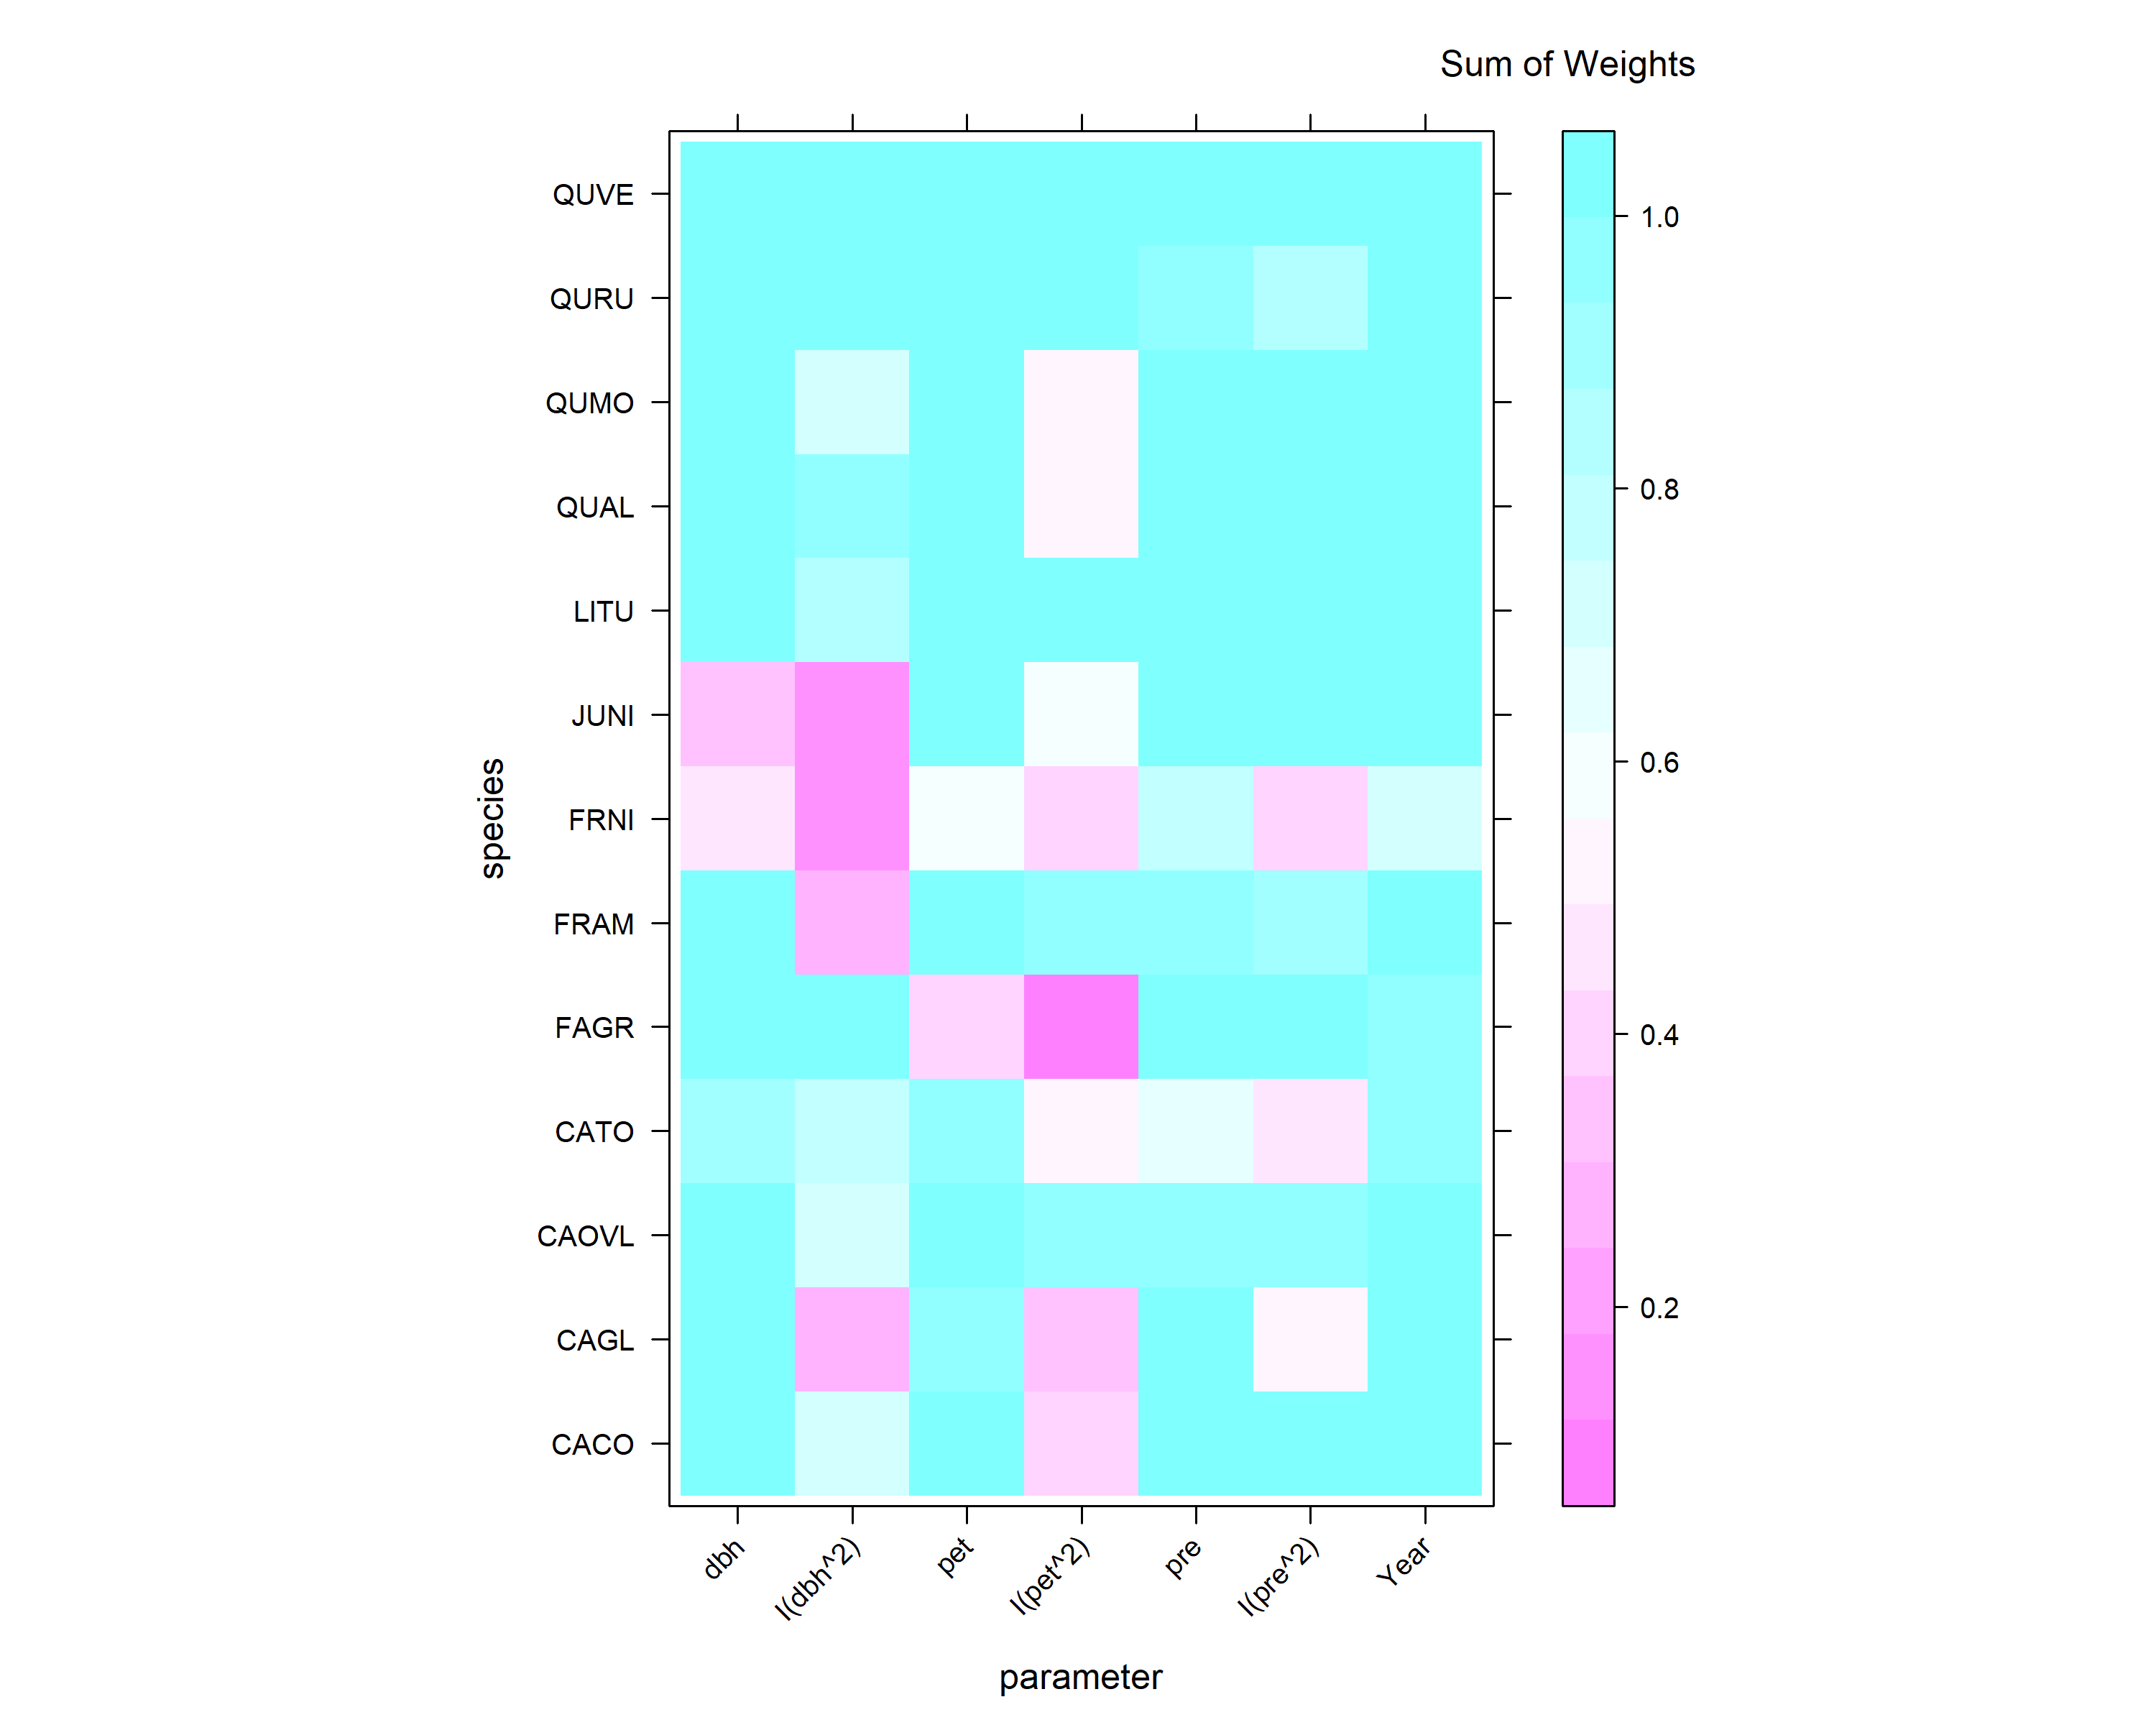 Sum of Weights
QUVE
QURU
QUMO
QUAL
LITU
JUNI
FRNI
FRAM
FAGR
CATO
CAOVL
CAGL
CACO
species
1.0
0.8
0.6
0.4
0.2
dbh
I(dbh^2)
pet
I(pet^2)
pre
I(pre^2)
Year
parameter